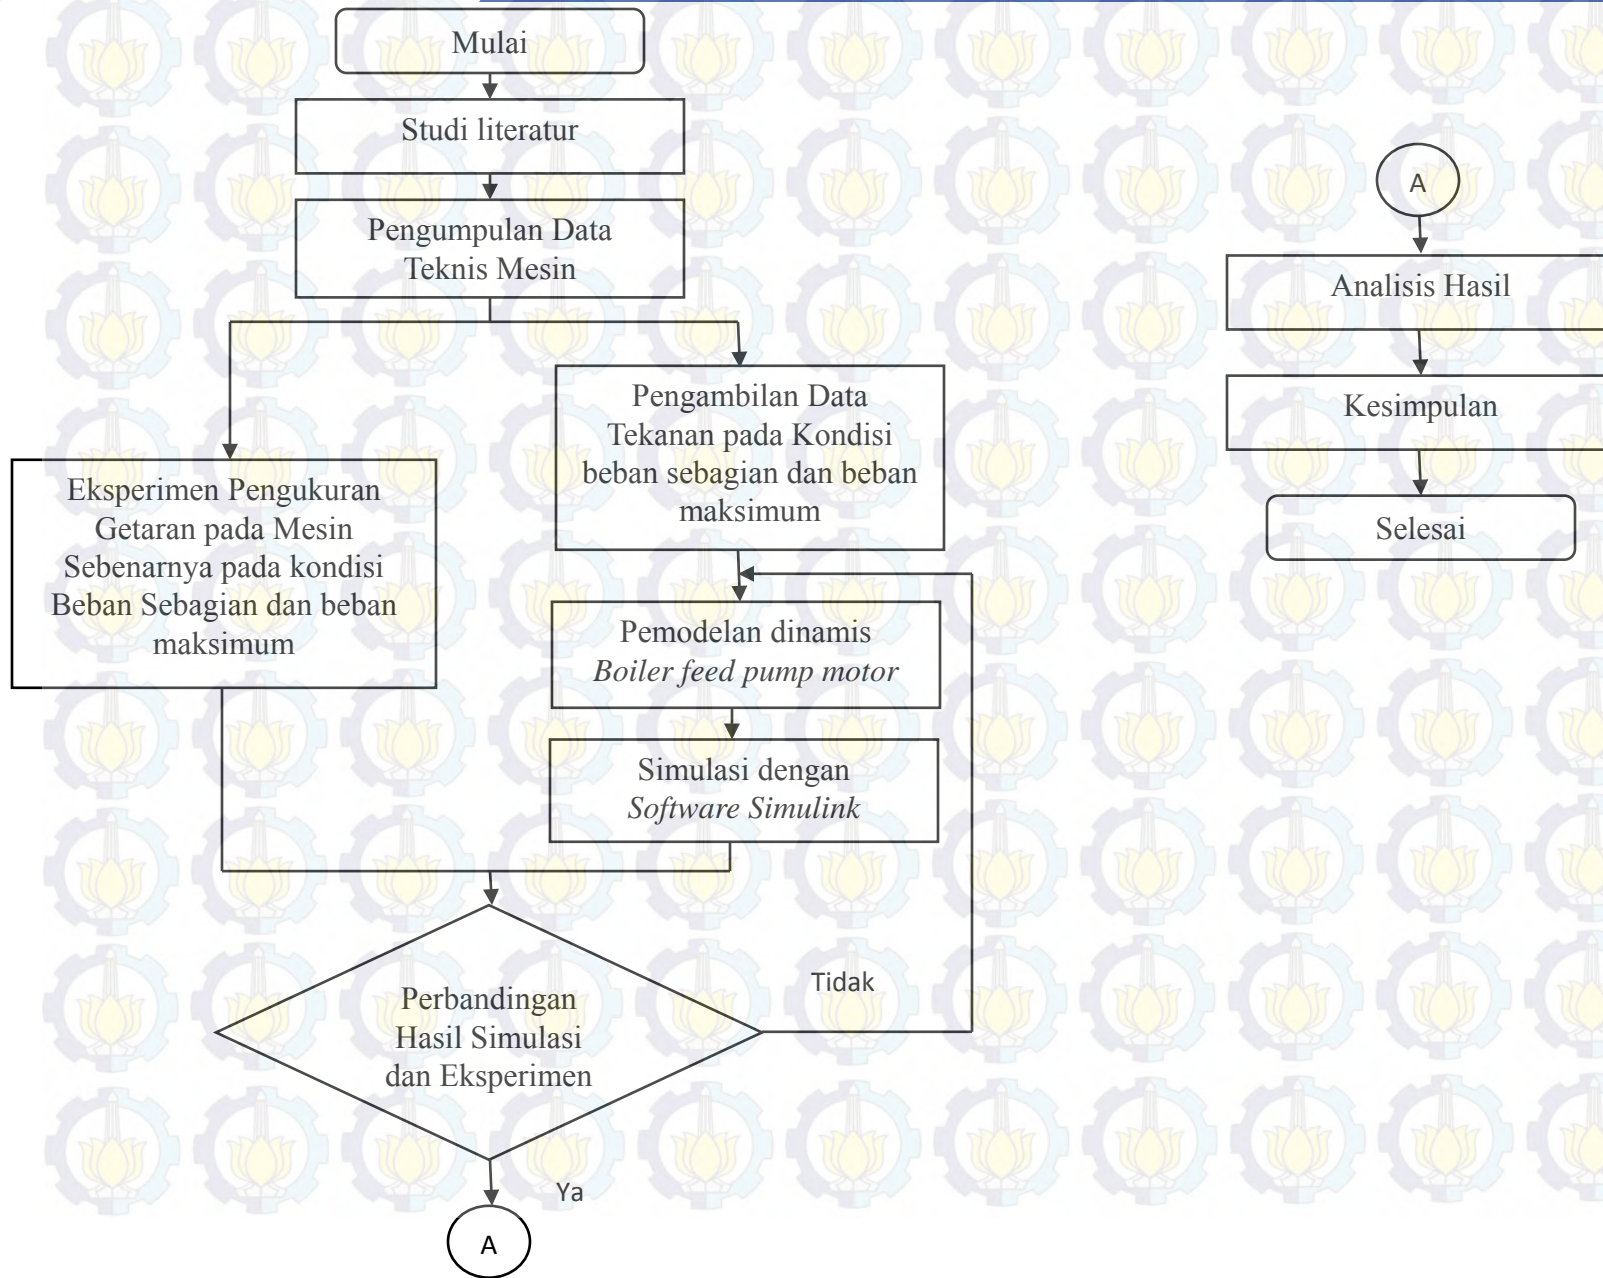 Mulai
Studi literatur
Pengumpulan Data
Teknis Mesin
Pengambilan Data
Tekanan pada Kondisi
beban sebagian dan beban
maksimum
Eksperimen Pengukuran
Getaran pada Mesin
Sebenarnya pada kondisi
Beban Sebagian dan beban
maksimum
Pemodelan dinamis
Boiler feed pump motor
Simulasi dengan
Software Simulink
Perbandingan
Hasil Simulasi
dan Eksperimen
Tidak
Ya
A
A
Analisis Hasil
Kesimpulan
Selesai